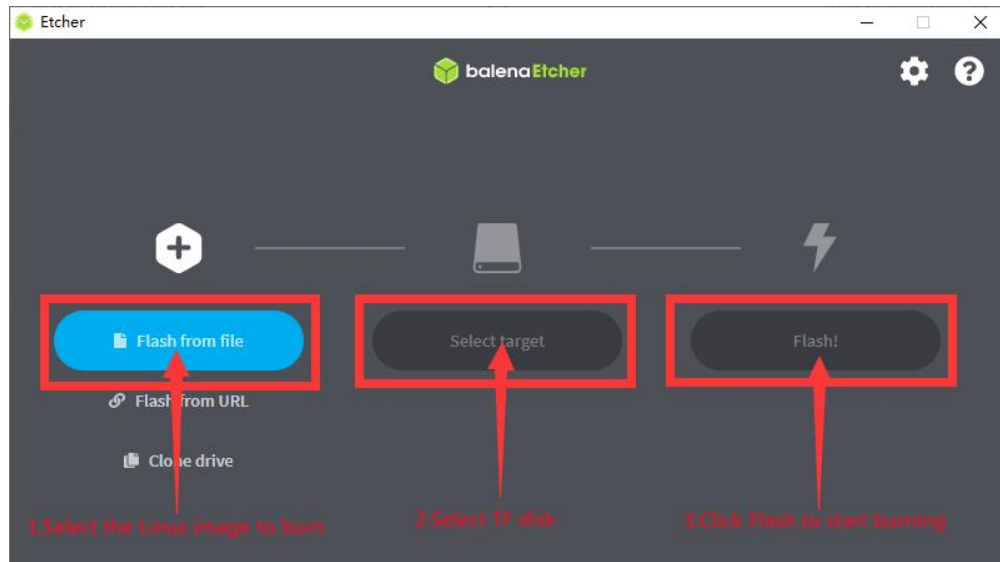 Etcher
balenaEtcher
Flash from file
Select target
Flash!
Flash from URL
Clone drive
1.Select the Linux image to burn
2.Select TF disk
3.Click Flash to start burning